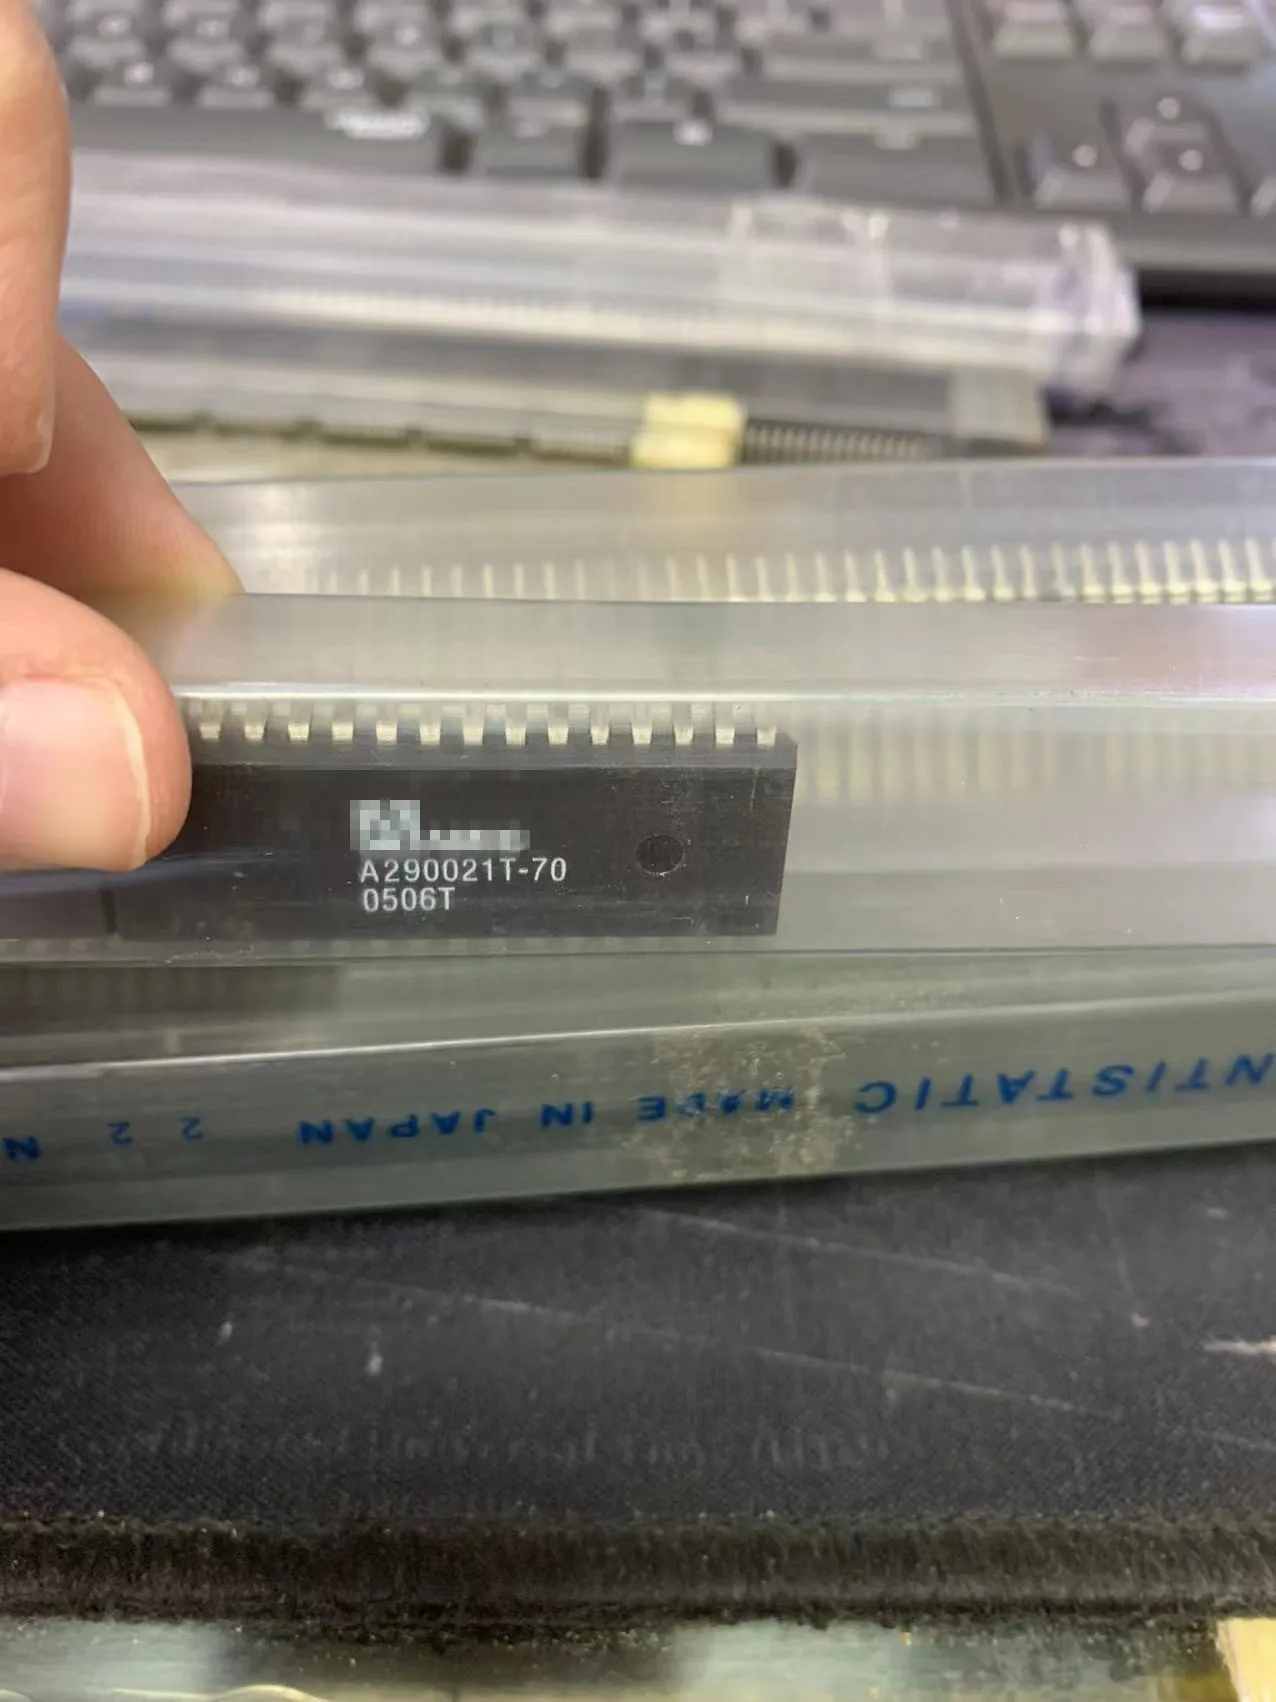 A290021T-70
0506T
NTISTATIC MADE IN JAPAN 2 2 N